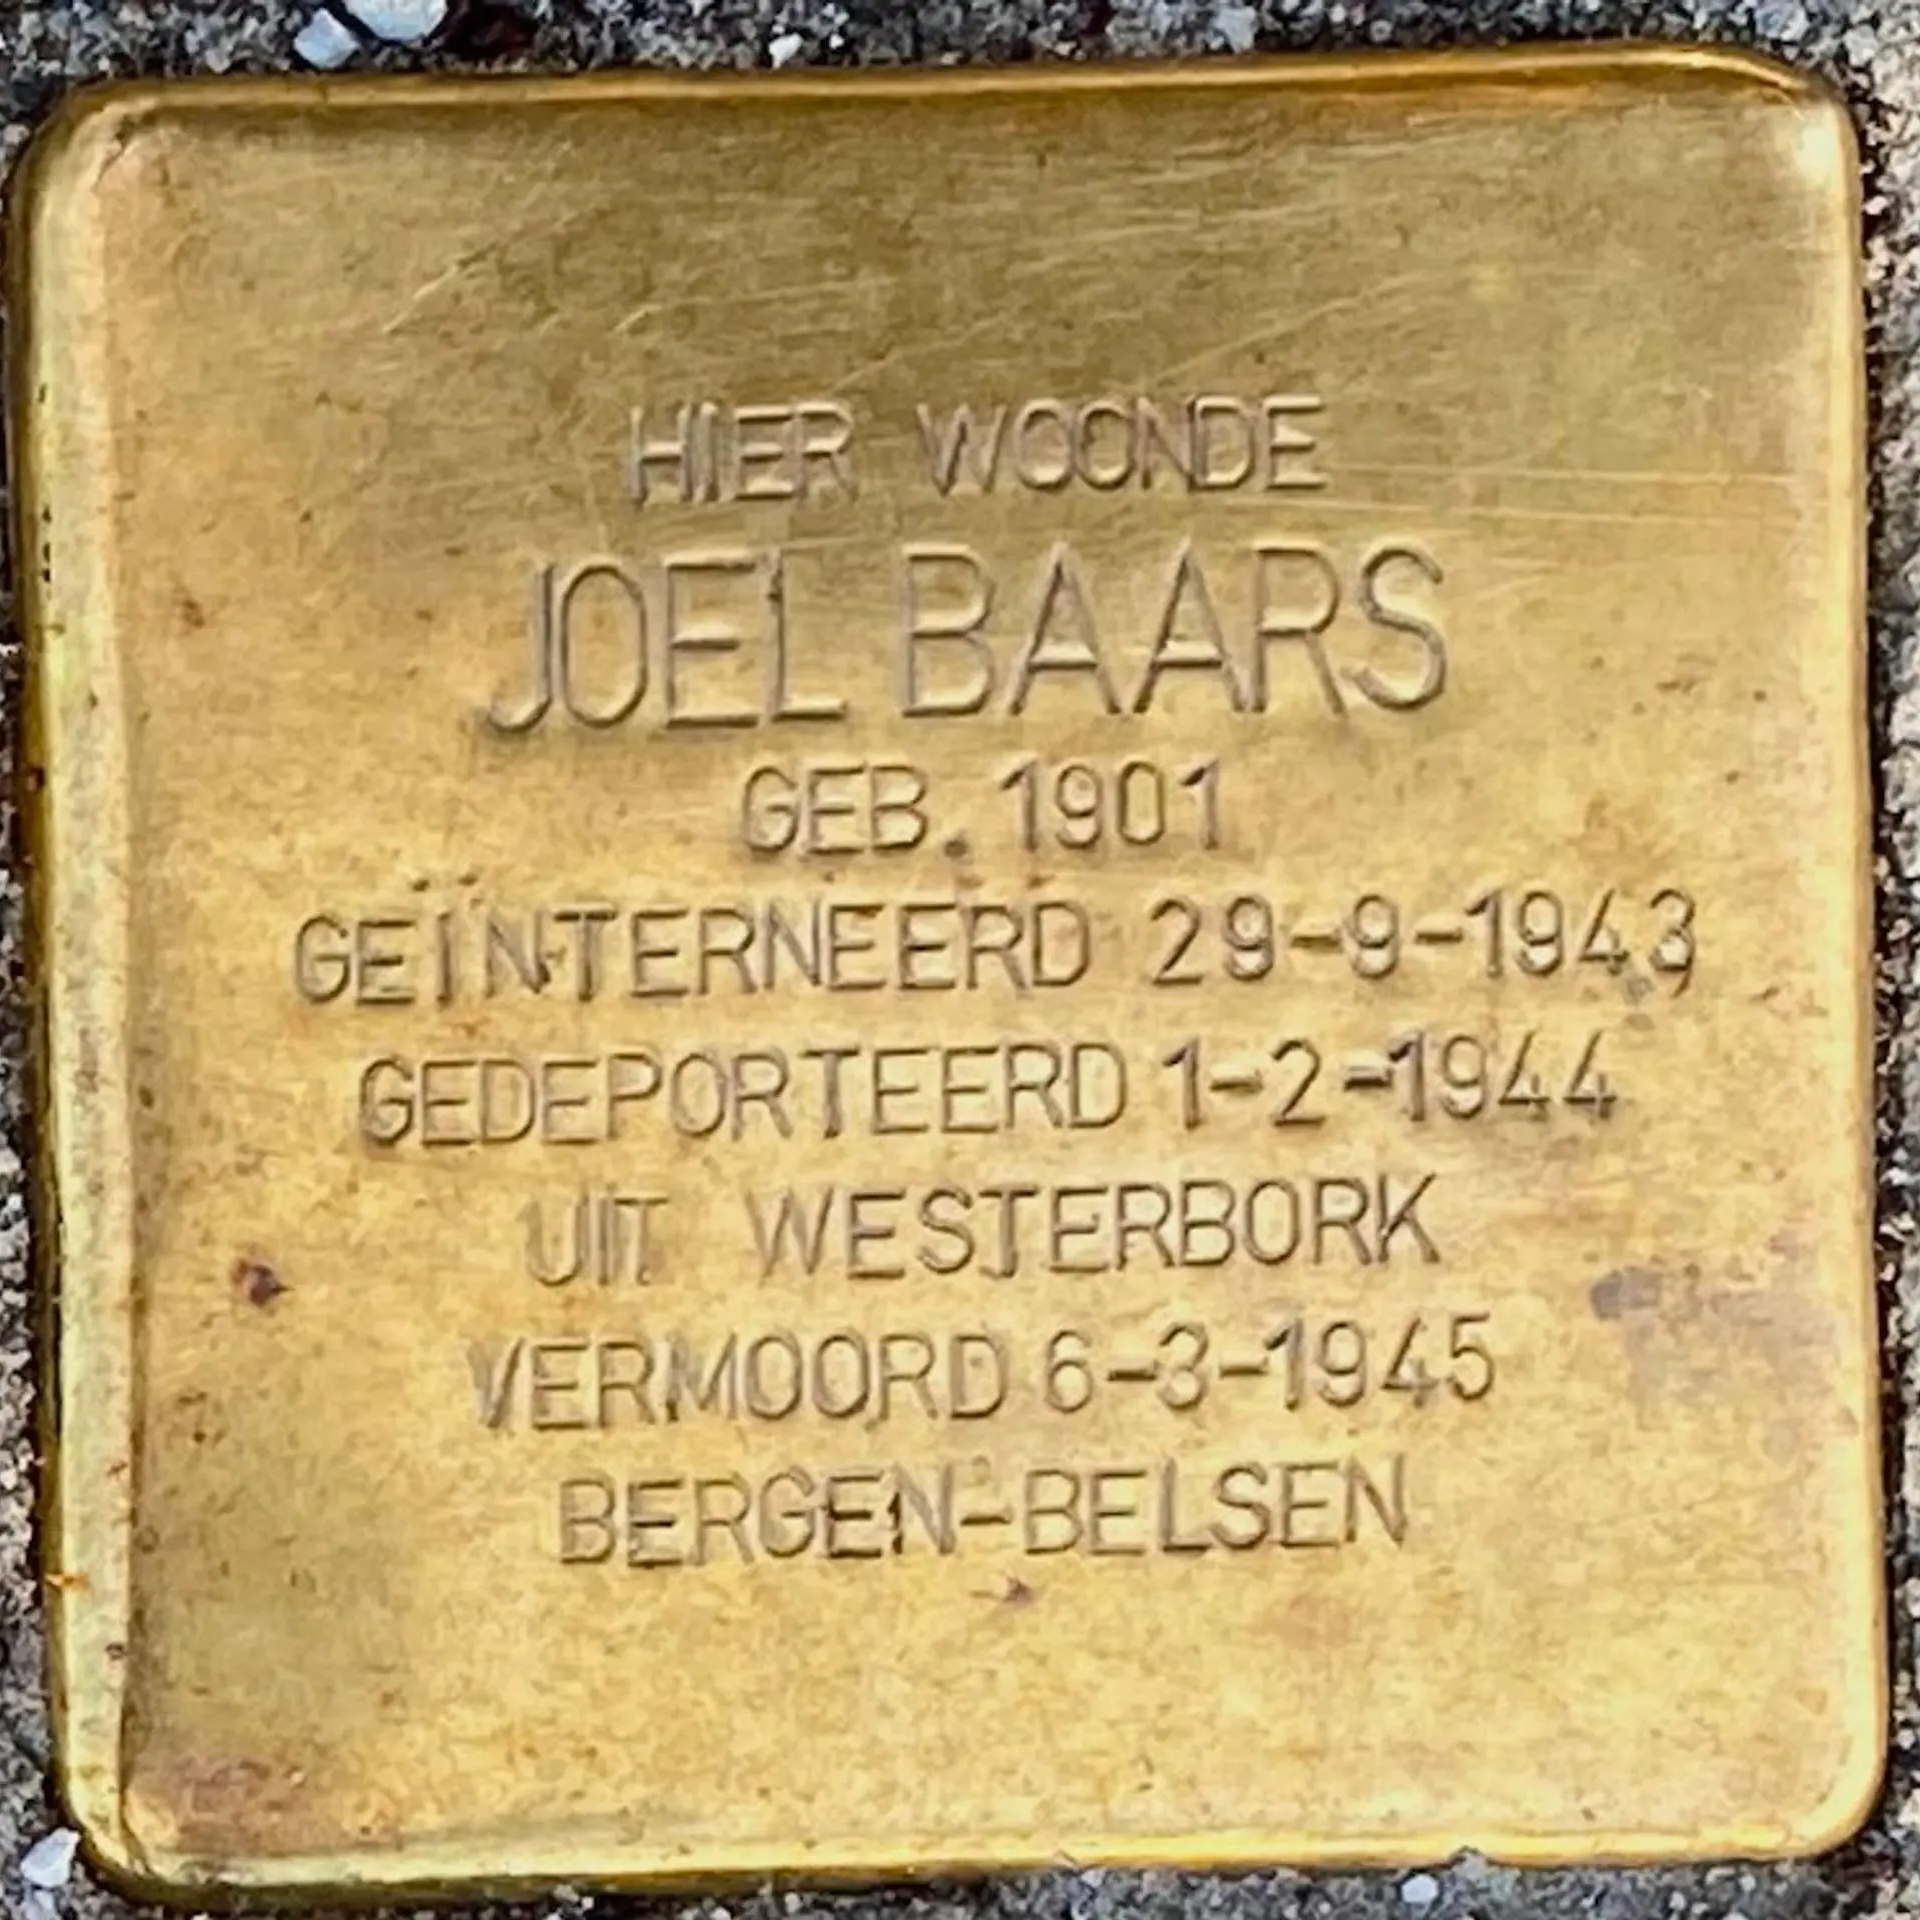 HIER WOONDE
JOEL BAARS
GEB. 1901
GEÏNTERNEERD 29-9-1943
GEDEPORTEERD 1-2-1944
UIT WESTERBORK
VERMOORD 6-3-1945
BERGEN-BELSEN